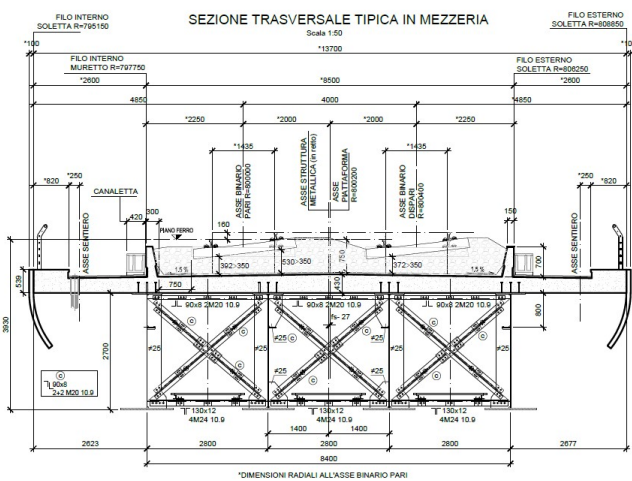 FILO INTERNO
SOLETTA R=795150
SEZIONE TRASVERSALE TIPICA IN MEZZERIA
Scala 1:50
FILO ESTERNO
SOLETTA R=808850
*100
*13700
*10
FILO INTERNO
MURETTO R=797750
FILO ESTERNO
SOLETTA R=806250
*2600
*8500
*2600
4850
4000
*4850
*2250
*2000
*2000
*2250
*1435
*1435
*820
*250
*250
*820
CANALETTA
420
300
ASSE BINARIO
PARI R=800000
ASSE STRUTTURA
METALLICA (in retto)
ASSE
PIATTAFORMA
R=800200
ASSE BINARIO
DISPARI
R=800400
ASSE SENTIERO
ASSE SENTIERO
160
150
PIANO FERRO
750
700
392>350
530>350
372>350
1,5 %
1,5 %
539
3930
750
430
90x8 2M20 10.9
90x8 2M20 10.9
90x8 2M20 10.9
fs- 27
800
2700
≠25
≠25
≠25
≠25
≠25
≠25
c
c
c
c
c
c
c
90x8
2+2 M20 10.9
130x12
4M24 10.9
130x12
4M24 10.9
130x12
4M24 10.9
1400
1400
2623
2800
2800
2800
2677
8400
*DIMENSIONI RADIALI ALL'ASSE BINARIO PARI